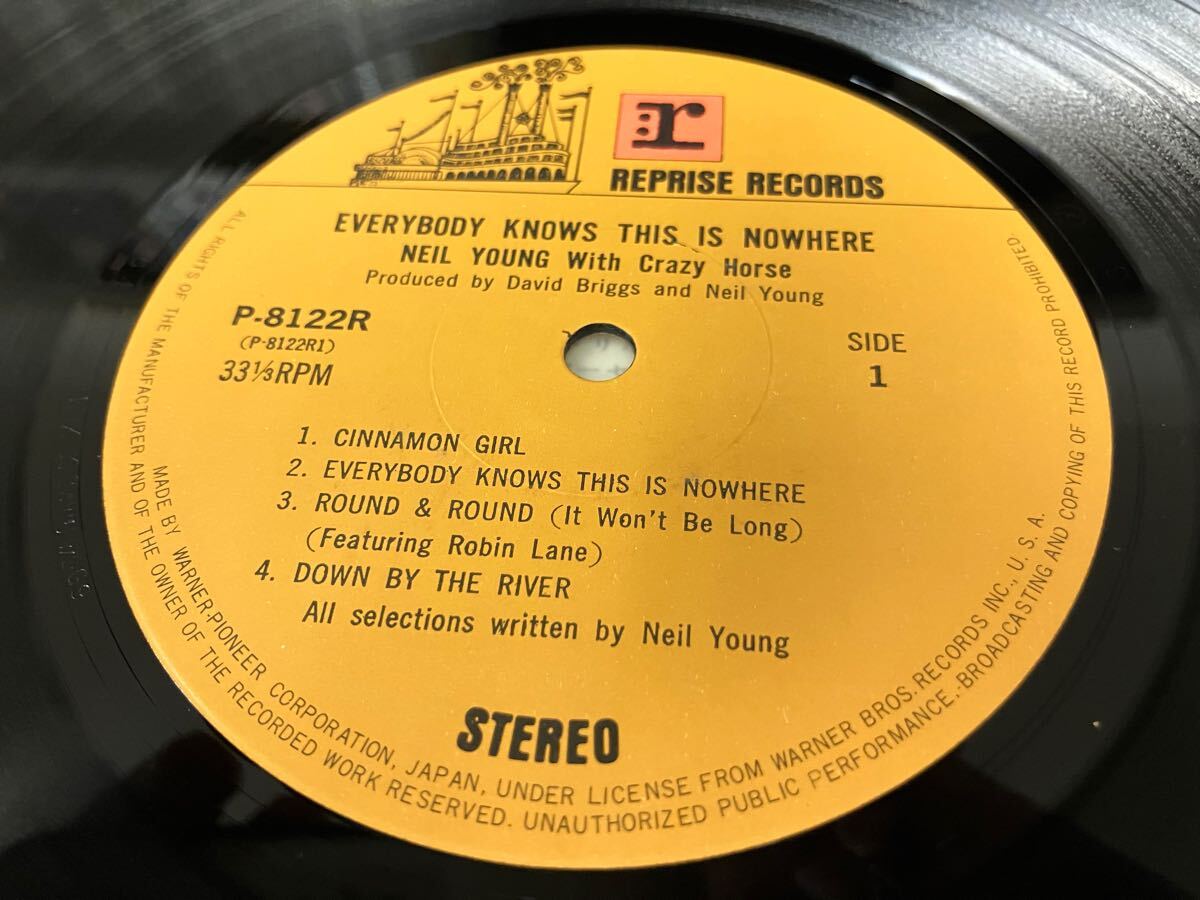 r
REPRISE RECORDS
EVERYBODY KNOWS THIS IS NOWHERE
NEIL YOUNG With Crazy Horse
Produced by David Briggs and Neil Young
P-8122R
(P-8122R1)
33⅓RPM
SIDE
1
1. CINNAMON GIRL
2. EVERYBODY KNOWS THIS IS NOWHERE
3. ROUND & ROUND (It Won't Be Long)
(Featuring Robin Lane)
4. DOWN BY THE RIVER
All selections written by Neil Young
STEREO
MADE BY WARNER-PIONEER CORPORATION, JAPAN, UNDER LICENSE FROM WARNER BROS. RECORDS INC., U. S. A.
ALL RIGHTS OF THE MANUFACTURER AND OF THE OWNER OF THE RECORDED WORK RESERVED. UNAUTHORIZED PUBLIC PERFORMANCE.-BROADCASTING AND COPYING OF THIS RECORD PROHIBITED.